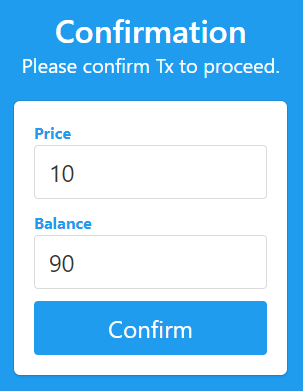 Confirmation
Please confirm Tx to proceed.
Price
10
Balance
90
Confirm